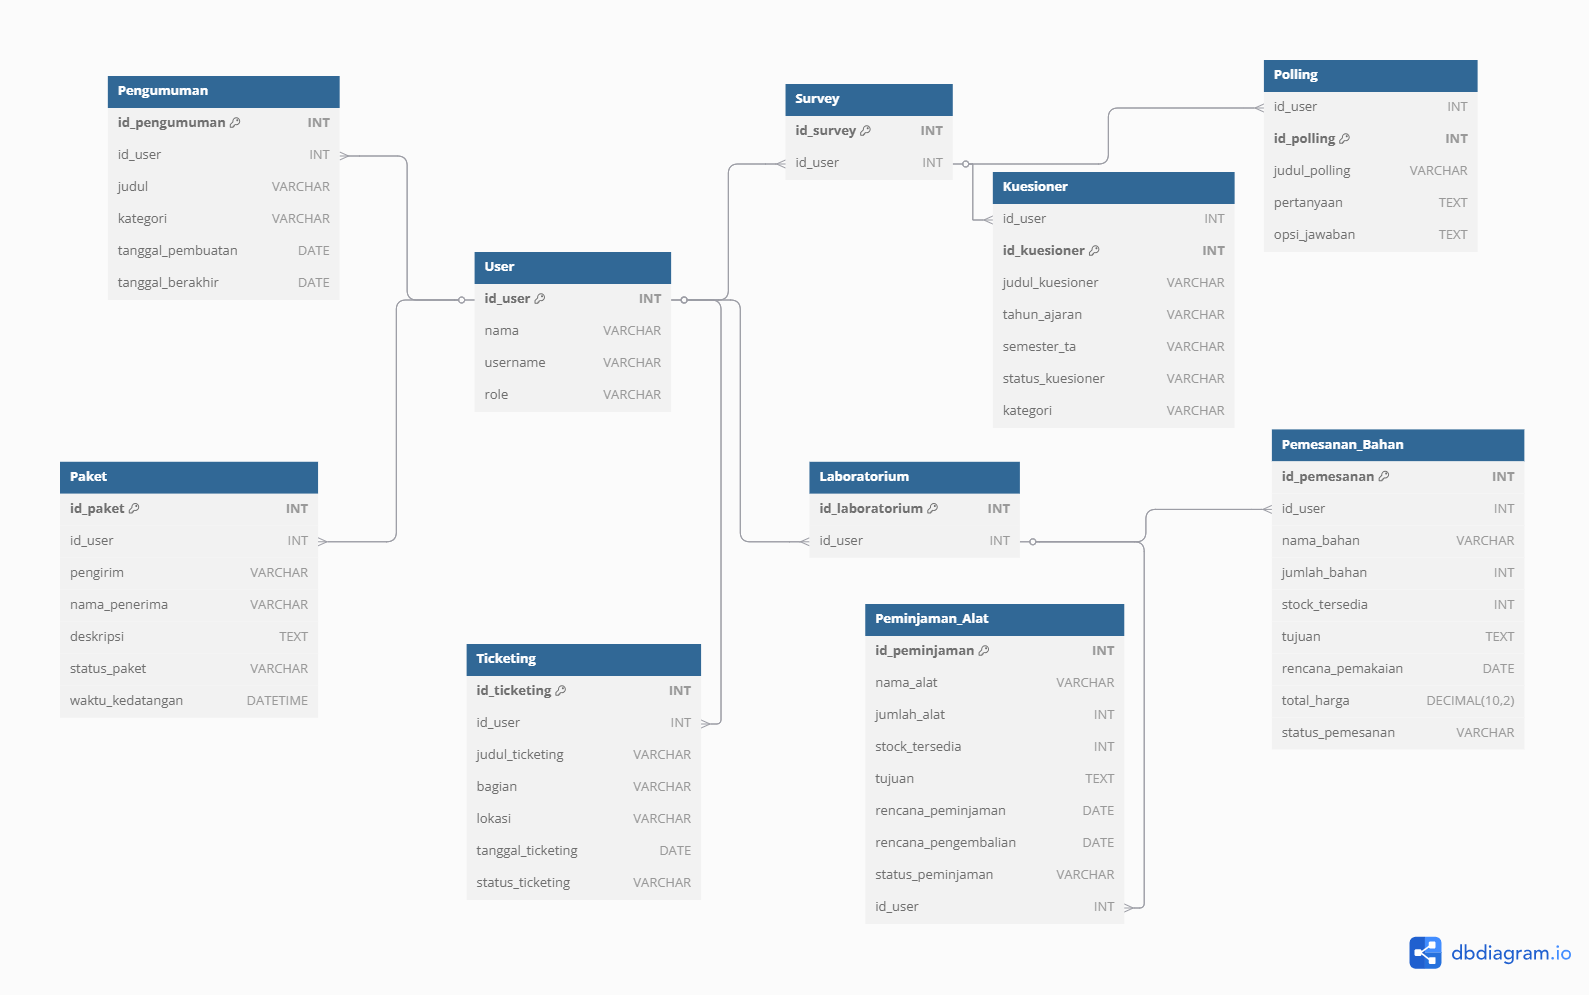 Pengumuman
id_pengumuman INT
id_user INT
judul VARCHAR
kategori VARCHAR
tanggal_pembuatan DATE
tanggal_berakhir DATE
Survey
id_survey INT
id_user INT
Polling
id_user INT
id_polling INT
judul_polling VARCHAR
pertanyaan TEXT
opsi_jawaban TEXT
Kuesioner
id_user INT
id_kuesioner INT
judul_kuesioner VARCHAR
tahun_ajaran VARCHAR
semester_ta VARCHAR
status_kuesioner VARCHAR
kategori VARCHAR
User
id_user INT
nama VARCHAR
username VARCHAR
role VARCHAR
Paket
id_paket INT
id_user INT
pengirim VARCHAR
nama_penerima VARCHAR
deskripsi TEXT
status_paket VARCHAR
waktu_kedatangan DATETIME
Laboratorium
id_laboratorium INT
id_user INT
Pemesanan_Bahan
id_pemesanan INT
id_user INT
nama_bahan VARCHAR
jumlah_bahan INT
stock_tersedia INT
tujuan TEXT
rencana_pemakaian DATE
total_harga DECIMAL(10,2)
status_pemesanan VARCHAR
Ticketing
id_ticketing INT
id_user INT
judul_ticketing VARCHAR
bagian VARCHAR
lokasi VARCHAR
tanggal_ticketing DATE
status_ticketing VARCHAR
Peminjaman_Alat
id_peminjaman INT
nama_alat VARCHAR
jumlah_alat INT
stock_tersedia INT
tujuan TEXT
rencana_peminjaman DATE
rencana_pengembalian DATE
status_peminjaman VARCHAR
id_user INT
dbdiagram.io